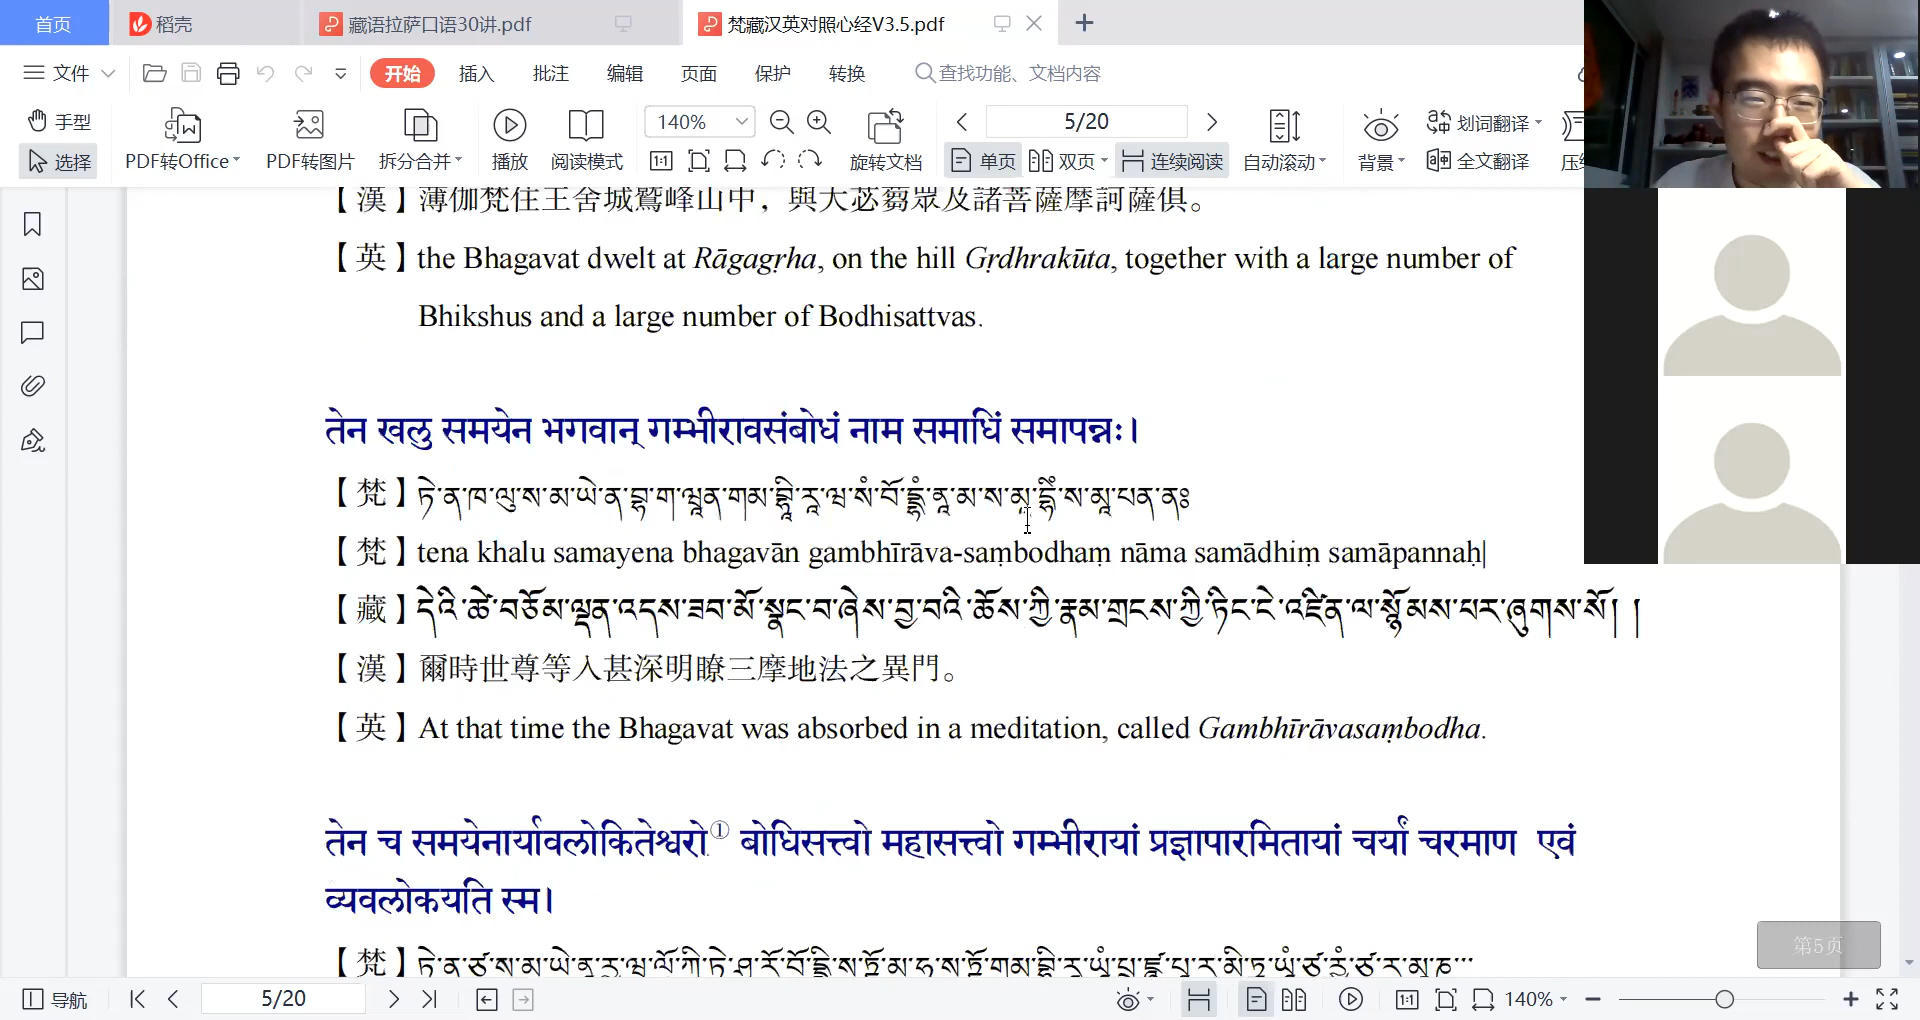 首页
稻壳
藏语拉萨口语30讲.pdf
梵藏汉英对照心经V3.5.pdf
文件
开始 插入 批注 编辑 页面 保护 转换 查找功能、文档内容
手型
选择
PDF转Office
PDF转图片
拆分合并
播放
阅读模式
140%
旋转文档
5/20
单页 双页 连续阅读
自动滚动
背景
划词翻译
全文翻译
【漢】薄伽梵住王舍城鷲峰山中，與大苾芻眾及諸菩薩摩訶薩俱。
【英】the Bhagavat dwelt at Rāgagṛha, on the hill Gṛdhrakūta, together with a large number of
Bhikshus and a large number of Bodhisattvas.
तेन खलु समयेन भगवान् गम्भीरावसंबोधं नाम समाधिं समापन्नः।
【梵】
【梵】tena khalu samayena bhagavān gambhīrāva-saṃbodhaṃ nāma samādhiṃ samāpannaḥ|
【藏】དེའི་ཚེ་བཅོམ་ལྡན་འདས་ཟབ་མོ་སྣང་བ་ཞེས་བྱ་བའི་ཆོས་ཀྱི་རྣམ་གྲངས་ཀྱི་ཏིང་ངེ་འཛིན་ལ་སྙོམས་པར་ཞུགས་སོ། །
【漢】爾時世尊等入甚深明瞭三摩地法之異門。
【英】At that time the Bhagavat was absorbed in a meditation, called Gambhīrāvasaṃbodha.
तेन च समयेनार्यावलोकितेश्वरो① बोधिसत्त्वो महासत्त्वो गम्भीरायां प्रज्ञापारमितायां चर्यां चरमाण एवं
व्यवलोकयति स्म।
【梵】
第5页
导航
5/20
140%